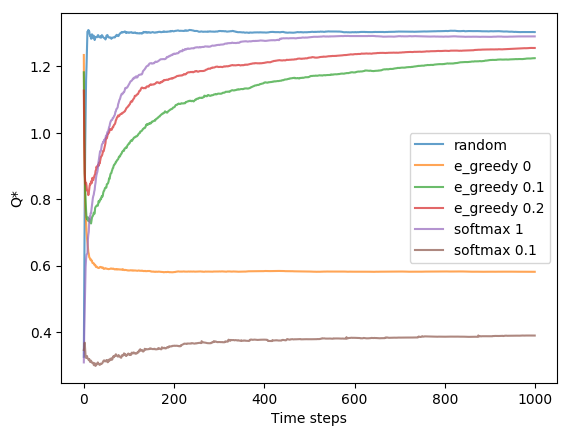 1.2
1.0
0.8
0.6
0.4
Q*
random
e_greedy 0
e_greedy 0.1
e_greedy 0.2
softmax 1
softmax 0.1
0 200 400 600 800 1000
Time steps